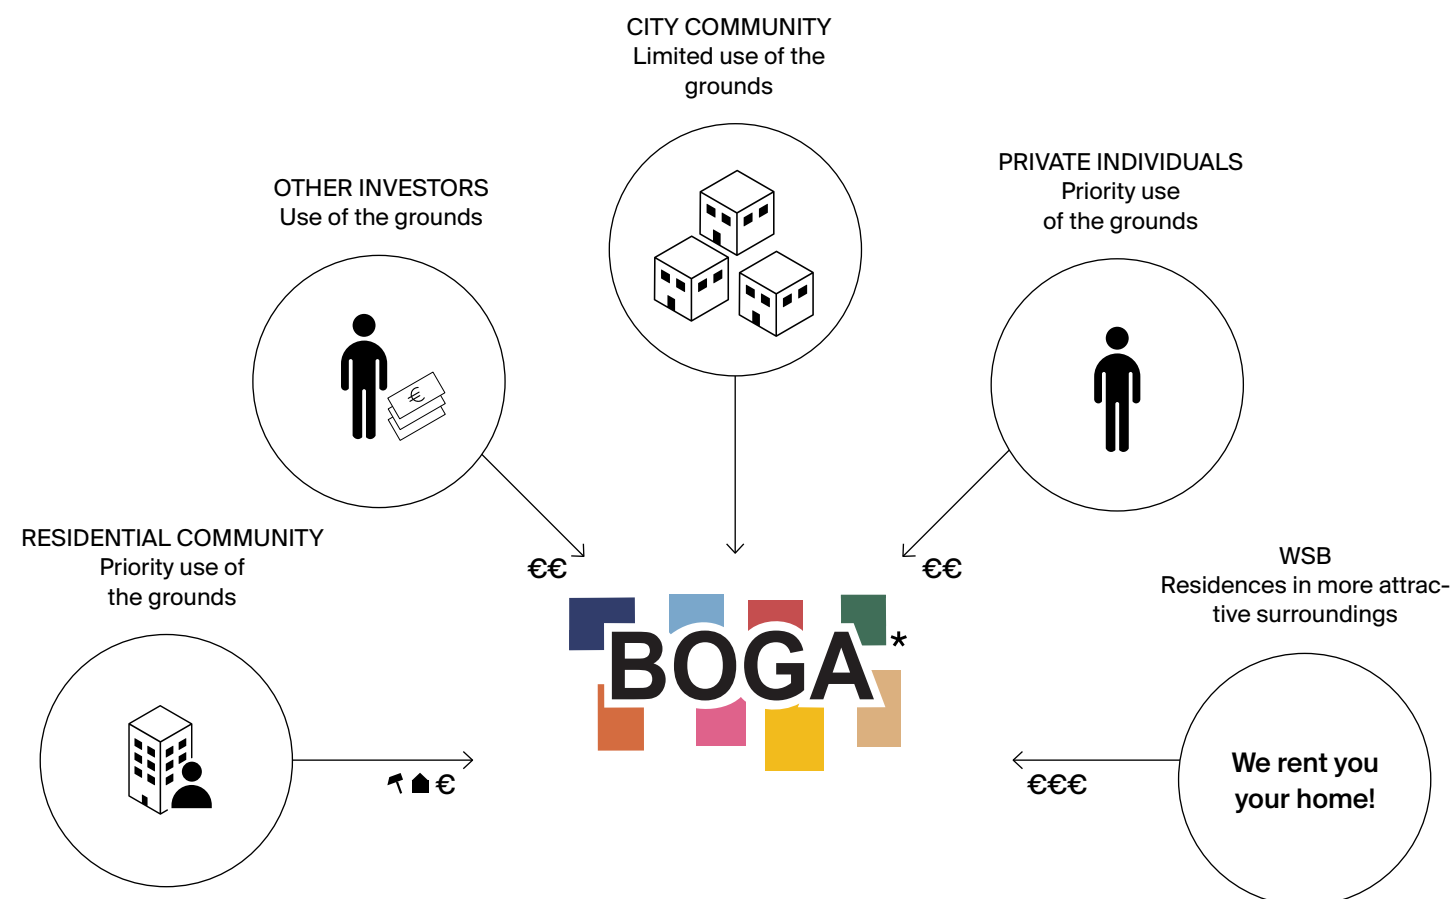 CITY COMMUNITY
Limited use of the
grounds
PRIVATE INDIVIDUALS
Priority use
of the grounds
OTHER INVESTORS
Use of the grounds
€
RESIDENTIAL COMMUNITY
Priority use of
the grounds
€€
€€
WSB
Residences in more attrac-
tive surroundings
BOGA*
We rent you
your home!
€
€€€